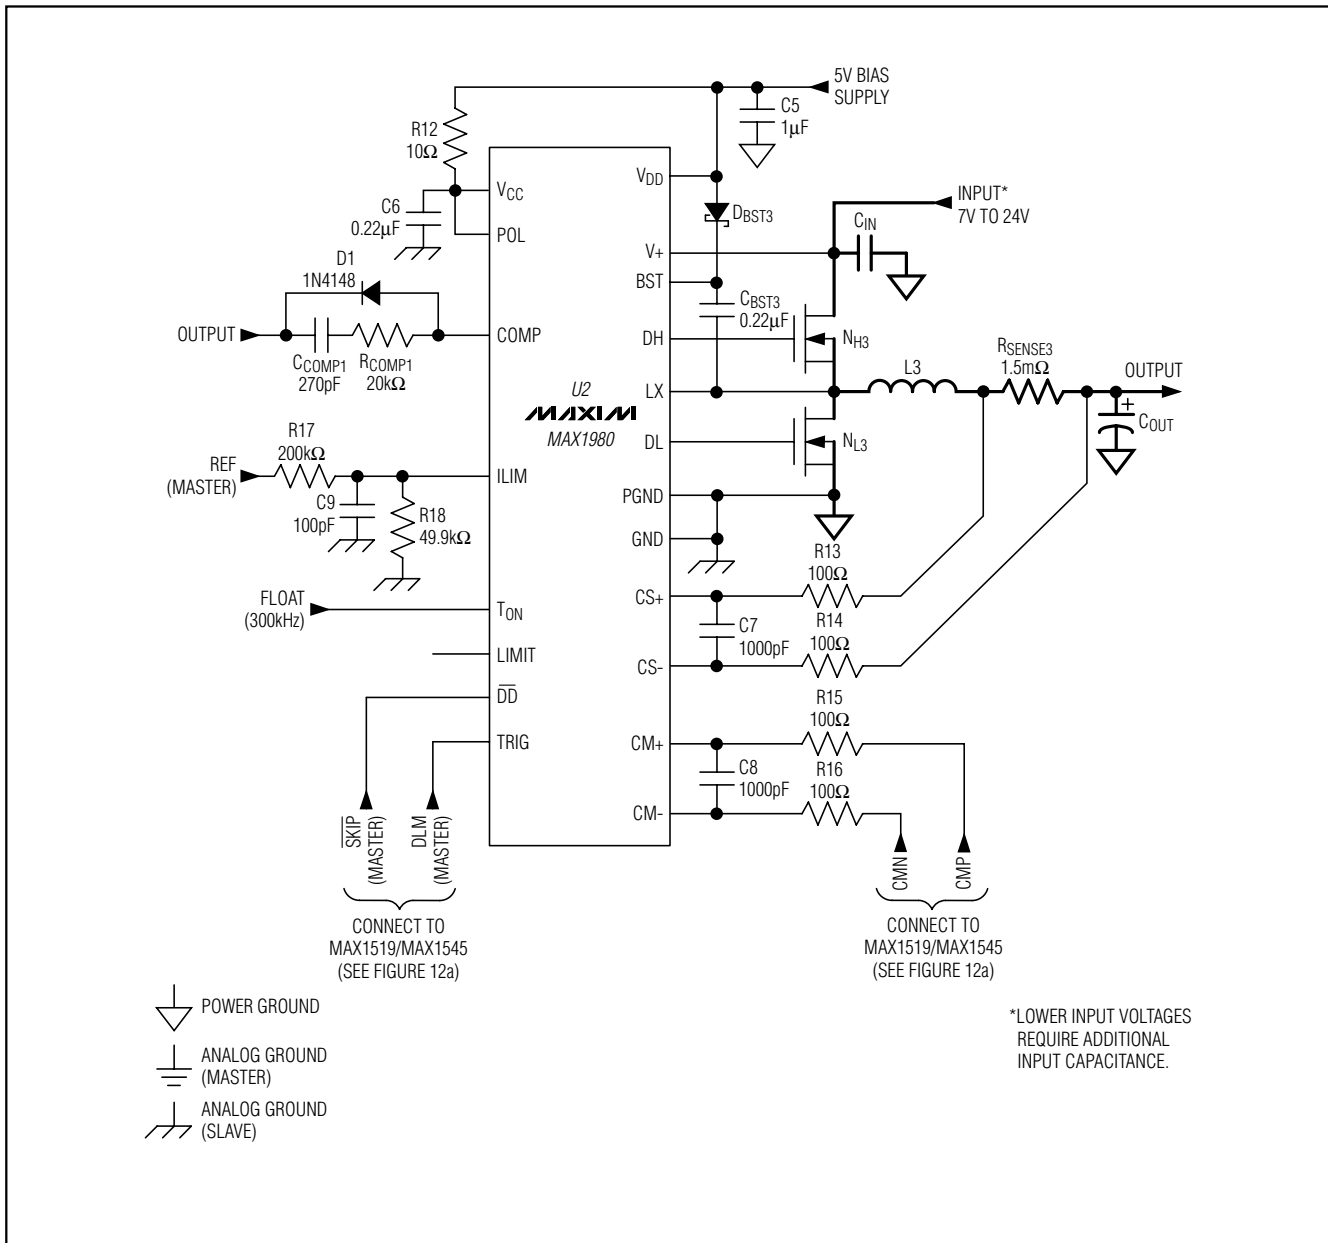 5V BIAS
SUPPLY
C5
1µF
R12
10Ω
VDD
VCC
C6
0.22µF
POL
DBST3
INPUT*
7V TO 24V
CIN
V+
BST
D1
1N4148
CBST3
0.22µF
OUTPUT
COMP
CCOMP1
270pF
RCOMP1
20kΩ
DH
NH3
U2
MAXIM
MAX1980
LX
L3
RSENSE3
1.5mΩ
OUTPUT
+
COUT
DL
NL3
R17
200kΩ
REF
(MASTER)
ILIM
C9
100pF
R18
49.9kΩ
PGND
GND
R13
100Ω
CS+
FLOAT
(300kHz)
TON
C7
1000pF
R14
100Ω
LIMIT
CS-
DD
R15
100Ω
TRIG
CM+
C8
1000pF
R16
100Ω
CM-
SKIP
(MASTER)
DLM
(MASTER)
CMN
CMP
CONNECT TO
MAX1519/MAX1545
(SEE FIGURE 12a)
CONNECT TO
MAX1519/MAX1545
(SEE FIGURE 12a)
POWER GROUND
ANALOG GROUND
(MASTER)
ANALOG GROUND
(SLAVE)
*LOWER INPUT VOLTAGES
REQUIRE ADDITIONAL
INPUT CAPACITANCE.